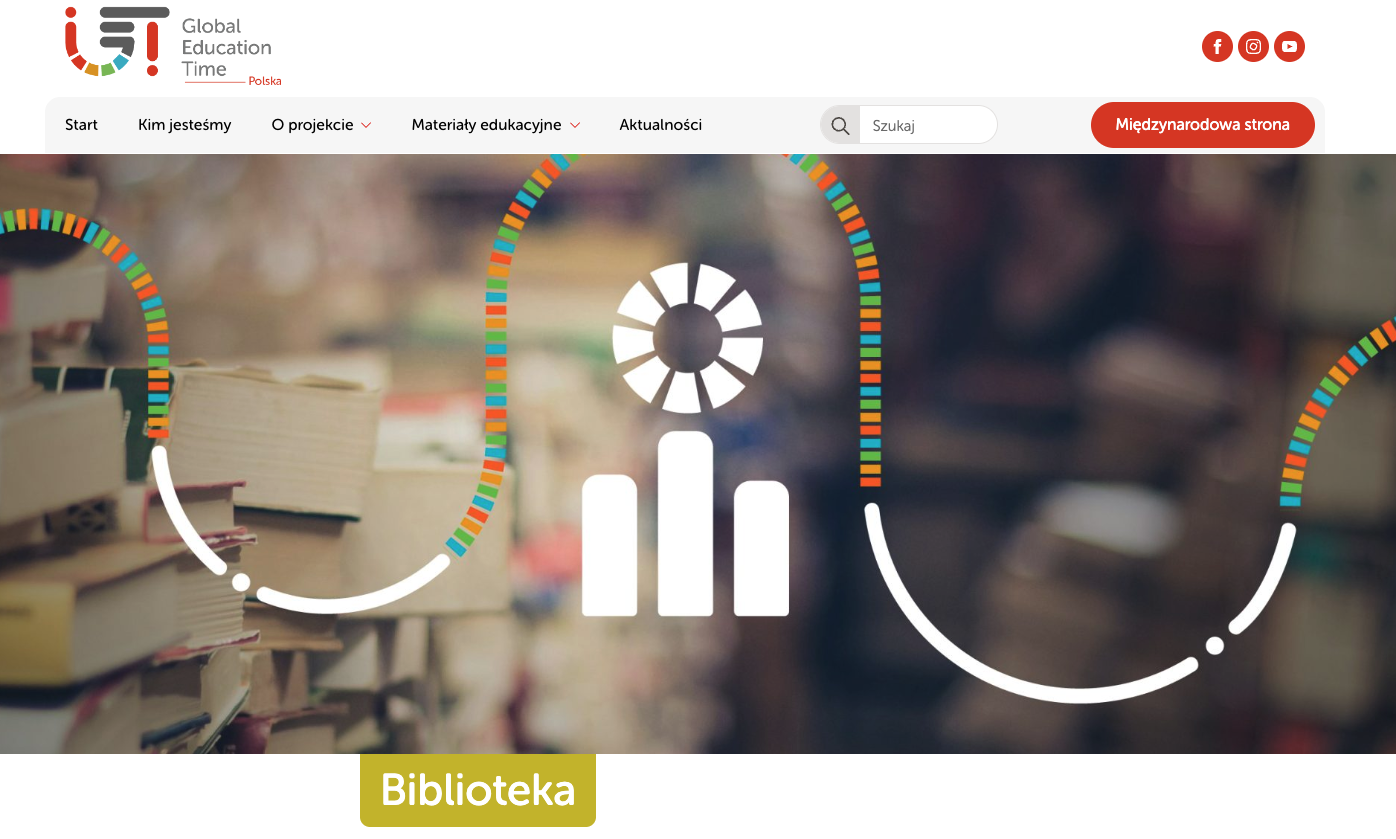 Global
Education
Time
Polska
Start
Kim jesteśmy
O projekcie
Materiały edukacyjne
Aktualności
Szukaj
Międzynarodowa strona
Biblioteka